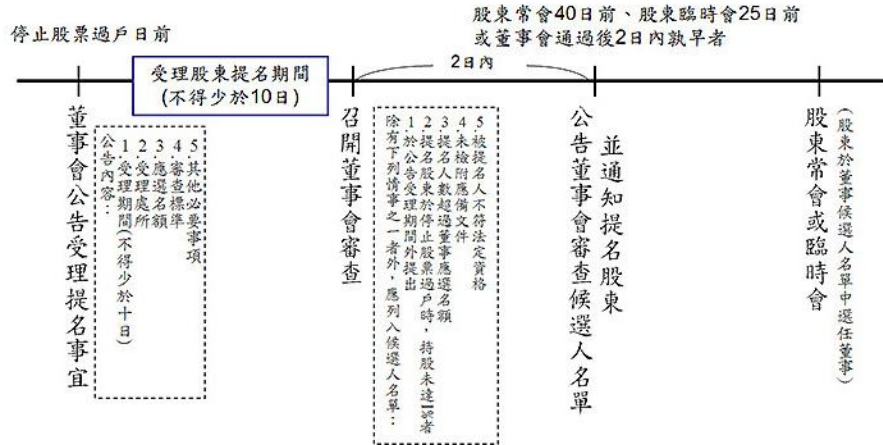 停止股票過戶日前
股東常會40日前、股東臨時會25日前
或董事會通過後2日內孰早者
受理股東提名期間
(不得少於10日)
2日內
董事會公告受理提名事宜
公告內容：
1.受理期間(不得少於十日)
2.受理處所
3.應選名額
4.審查標準
5.其他必要事項
召開董事會審查
除有下列情事之一者外，應列入候選人名單：
1.於公告受理期間外提出
2.提名股東於停止股票過戶時，持股未達
3.提名人數超過董事應選名額
4.未檢附應備文件
5.被提名人不符法定資格
公告董事會審查候選人名單
並通知提名股東
股東常會或臨時會
(股東於董事候選人名單中選任董事)